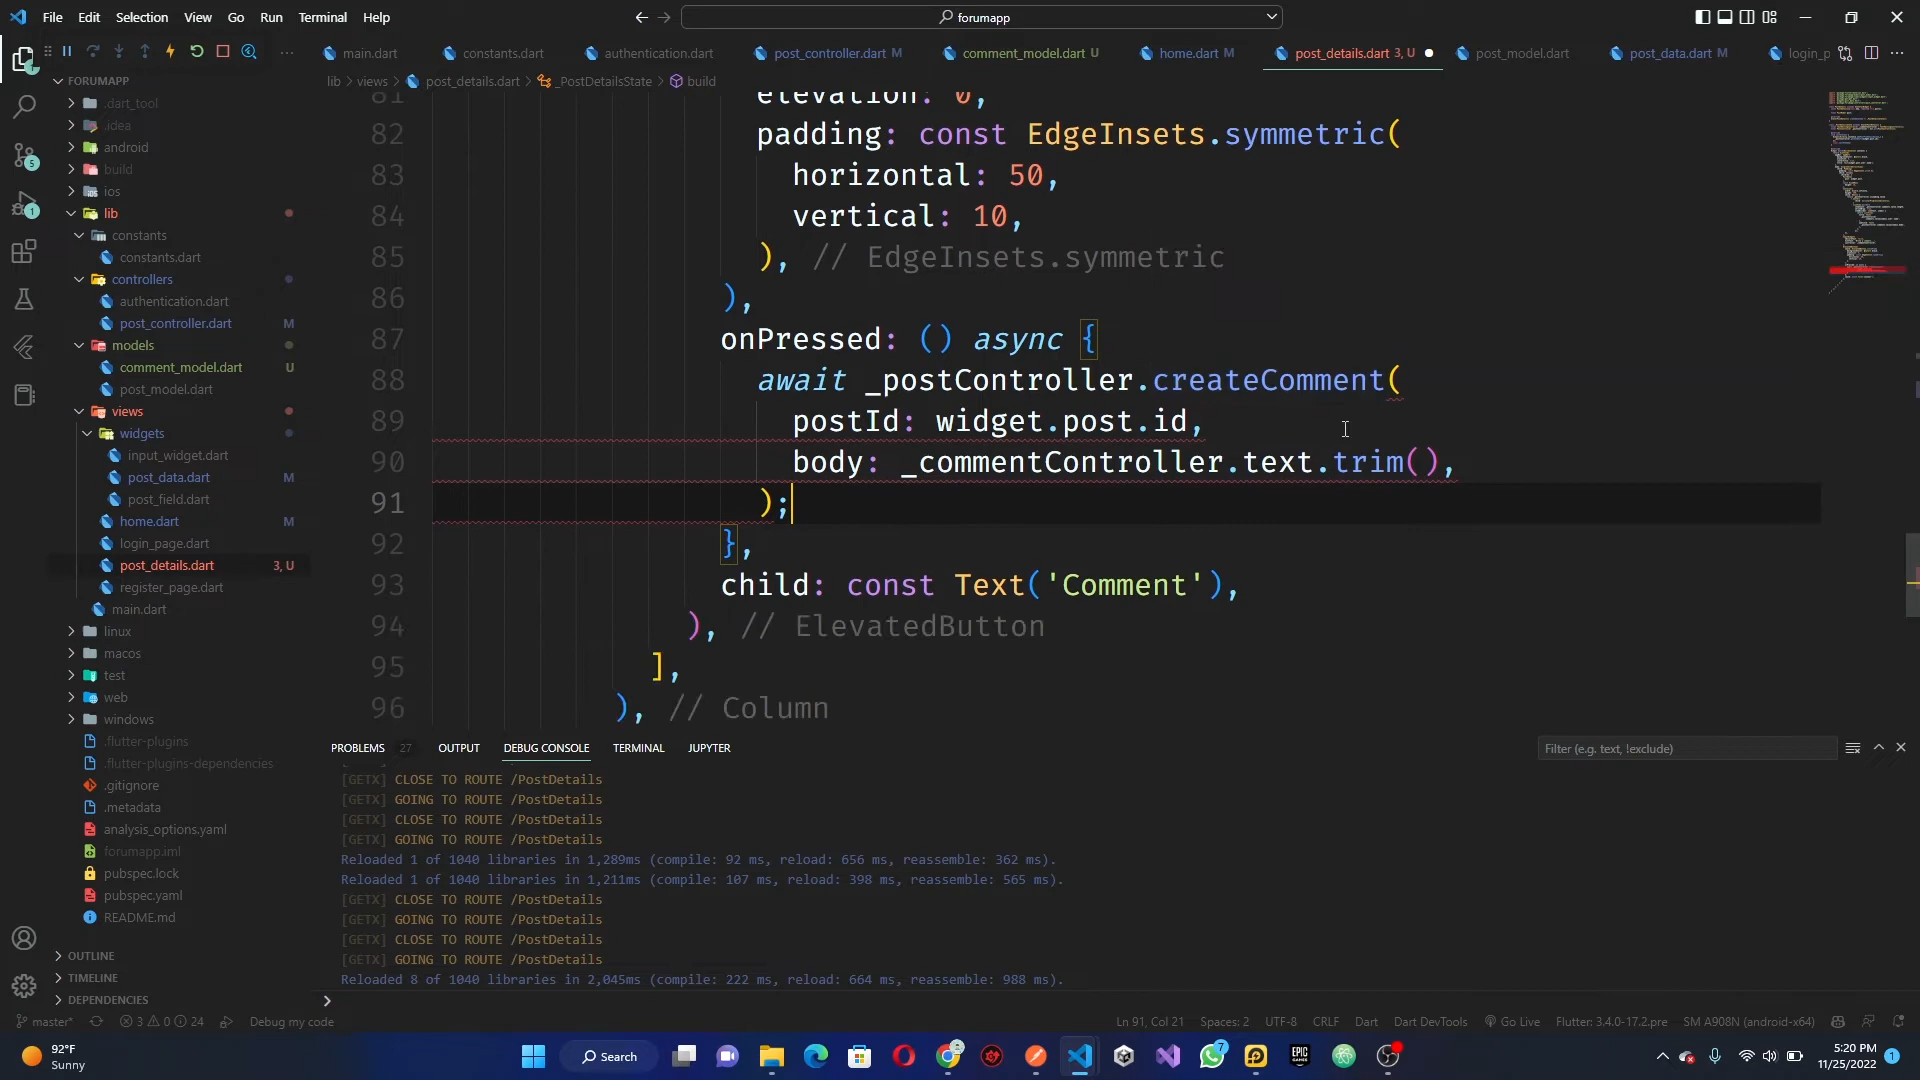 File Edit Selection View Go Run Terminal Help
forumapp
main.dart
constants.dart
authentication.dart
post_controller.dart M
comment_model.dart U
home.dart M
post_details.dart 3, U
post_model.dart
post_data.dart M
login_p
lib > views > post_details.dart > _PostDetailsState > build
FORUMAPP
.dart_tool
.idea
android
build
ios
lib
constants
constants.dart
controllers
authentication.dart
post_controller.dart M
models
comment_model.dart U
post_model.dart
views
widgets
input_widget.dart
post_data.dart M
post_field.dart
home.dart M
login_page.dart
post_details.dart 3, U
register_page.dart
main.dart
linux
macos
test
web
windows
.flutter-plugins
.flutter-plugins-dependencies
.gitignore
.metadata
analysis_options.yaml
forumapp.iml
pubspec.lock
pubspec.yaml
README.md
OUTLINE
TIMELINE
DEPENDENCIES
81 elevation: 0,
82 padding: const EdgeInsets.symmetric(
83 horizontal: 50,
84 vertical: 10,
85 ), // EdgeInsets.symmetric
86 ),
87 onPressed: () async {
88 await _postController.createComment(
89 postId: widget.post.id,
90 body: _commentController.text.trim(),
91 );
92 },
93 child: const Text('Comment'),
94 ), // ElevatedButton
95 ],
96 ), // Column
PROBLEMS 27 OUTPUT DEBUG CONSOLE TERMINAL JUPYTER
Filter (e.g. text, !exclude)
[GETX] CLOSE TO ROUTE /PostDetails
[GETX] GOING TO ROUTE /PostDetails
[GETX] CLOSE TO ROUTE /PostDetails
[GETX] GOING TO ROUTE /PostDetails
Reloaded 1 of 1040 libraries in 1,289ms (compile: 92 ms, reload: 656 ms, reassemble: 362 ms).
Reloaded 1 of 1040 libraries in 1,211ms (compile: 107 ms, reload: 398 ms, reassemble: 565 ms).
[GETX] CLOSE TO ROUTE /PostDetails
[GETX] GOING TO ROUTE /PostDetails
[GETX] CLOSE TO ROUTE /PostDetails
[GETX] GOING TO ROUTE /PostDetails
Reloaded 8 of 1040 libraries in 2,045ms (compile: 222 ms, reload: 664 ms, reassemble: 988 ms).
master* 3 0 24 Debug my code
Ln 91, Col 21 Spaces: 2 UTF-8 CRLF Dart Dart DevTools Go Live Flutter: 3.4.0-17.2.pre SM A908N (android-x64)
92°F
Sunny
Search
5:20 PM
11/25/2022